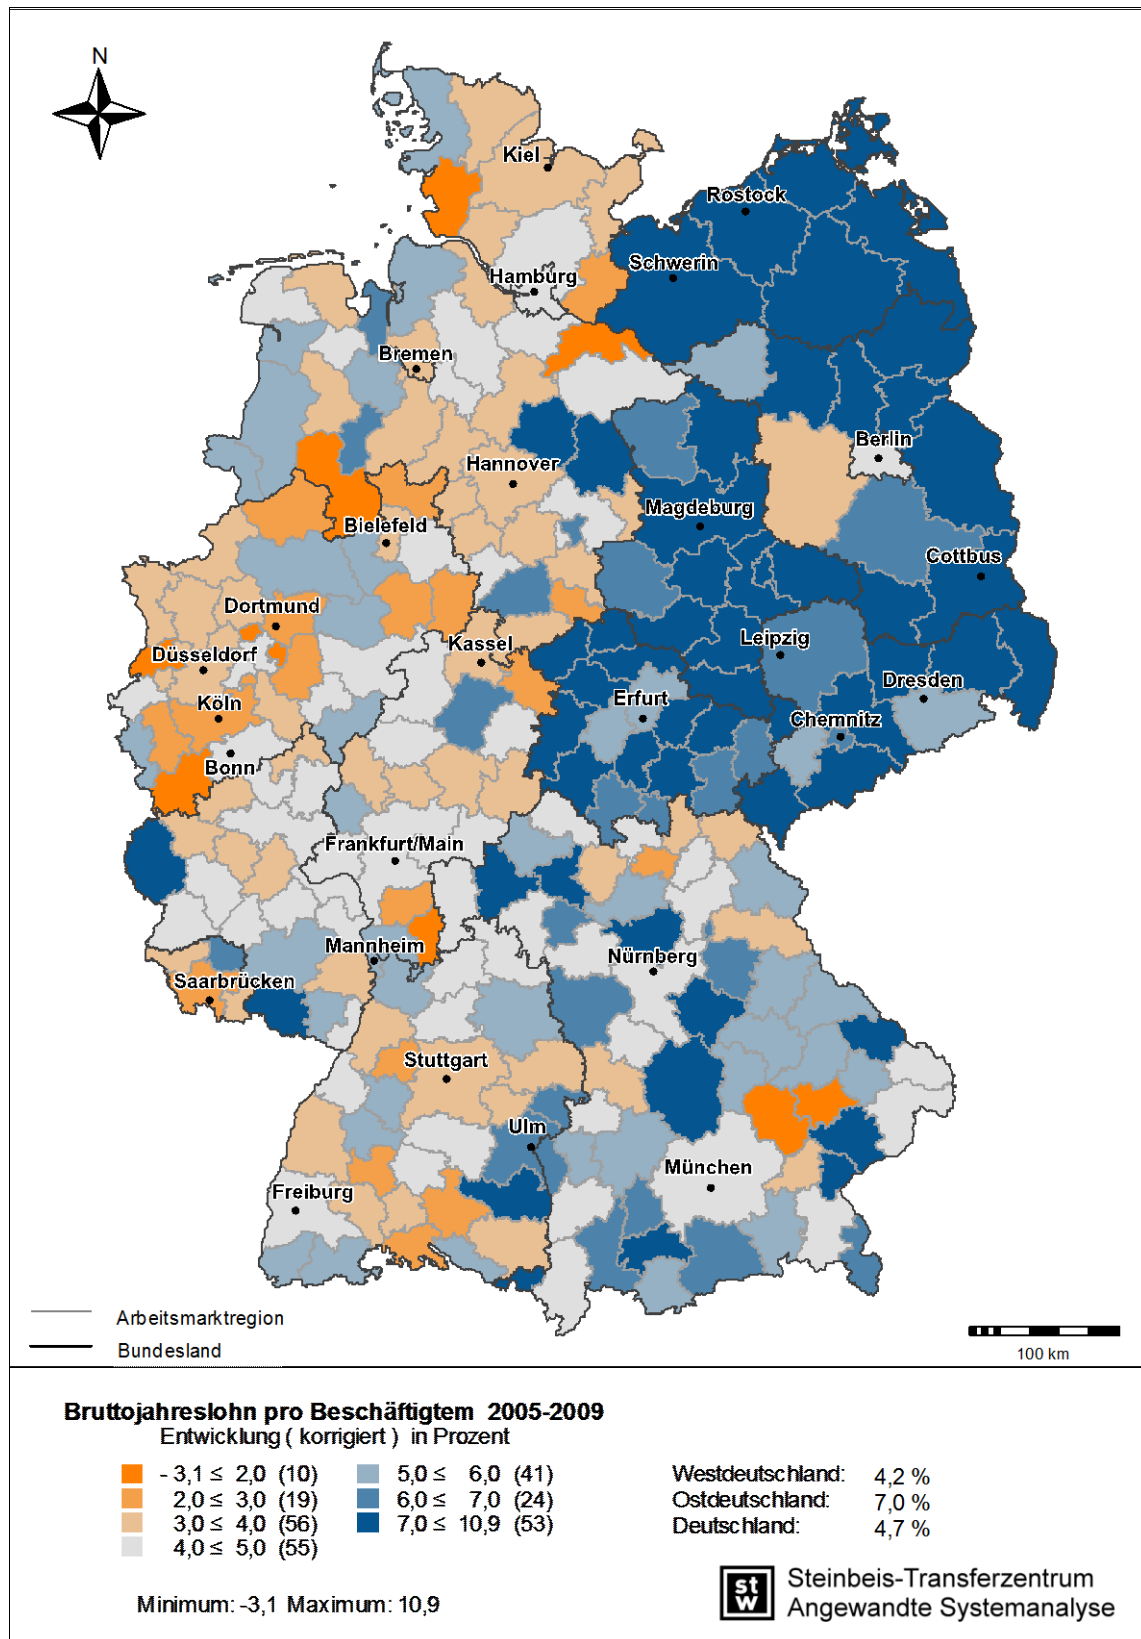 N
Kiel
Rostock
Schwerin
Hamburg
Bremen
Berlin
Hannover
Magdeburg
Bielefeld
Cottbus
Dortmund
Leipzig
Kassel
Düsseldorf
Dresden
Erfurt
Köln
Chemnitz
Bonn
Frankfurt/Main
Mannheim
Nürnberg
Saarbrücken
Stuttgart
Ulm
München
Freiburg
Arbeitsmarktregion
Bundesland
100 km
Bruttojahreslohn pro Beschäftigtem 2005-2009
Entwicklung ( korrigiert ) in Prozent
- 3,1 ≤ 2,0 (10)
2,0 ≤ 3,0 (19)
3,0 ≤ 4,0 (56)
4,0 ≤ 5,0 (55)
5,0 ≤ 6,0 (41)
6,0 ≤ 7,0 (24)
7,0 ≤ 10,9 (53)
Minimum: -3,1 Maximum: 10,9
Westdeutschland: 4,2 %
Ostdeutschland: 7,0 %
Deutschland: 4,7 %
st
w
Steinbeis-Transferzentrum
Angewandte Systemanalyse